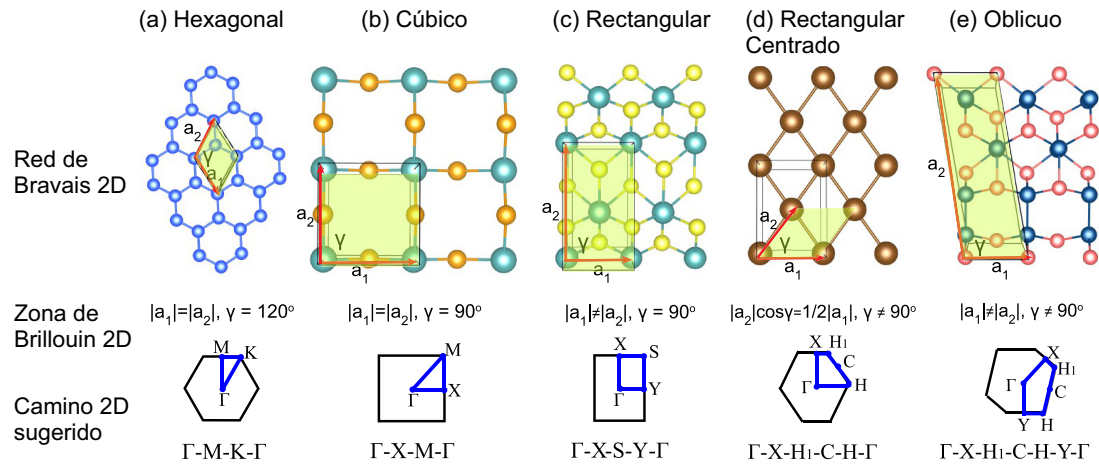 (a) Hexagonal
(b) Cúbico
(c) Rectangular
(d) Rectangular
Centrado
(e) Oblicuo
Red de
Bravais 2D
a₂
γ
a₁
a₂
γ
a₁
a₂
γ
a₁
a₂
γ
a₁
a₂
γ
a₁
Zona de
Brillouin 2D
|a₁|=|a₂|, γ = 120º
|a₁|=|a₂|, γ = 90º
|a₁|≠|a₂|, γ = 90º
|a₂|cosγ=1/2|a₁|, γ ≠ 90º
|a₁|≠|a₂|, γ ≠ 90º
M K
Γ
M
Γ X
X S
Γ Y
X H₁
C
Γ H
X
H₁
Γ
C
Y H
Camino 2D
sugerido
Γ-M-K-Γ
Γ-X-M-Γ
Γ-X-S-Y-Γ
Γ-X-H₁-C-H-Γ
Γ-X-H₁-C-H-Y-Γ